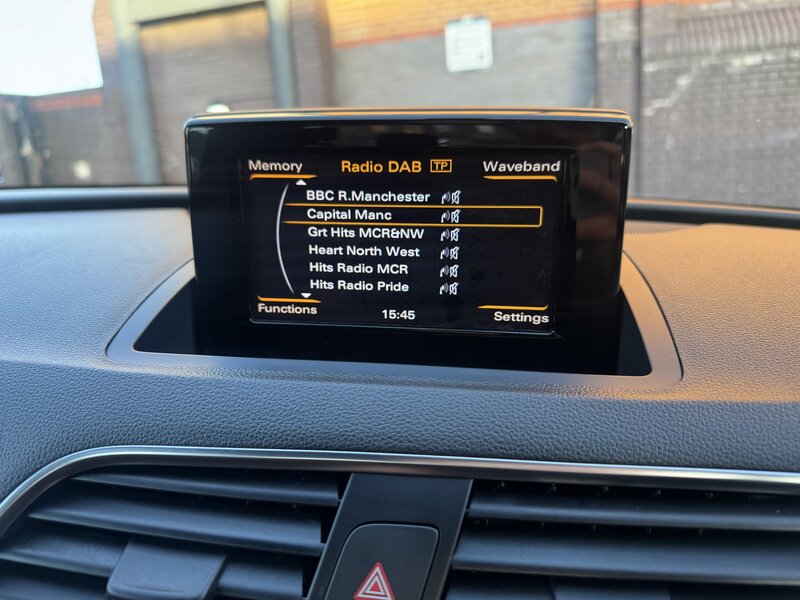 Memory Radio DAB TP Waveband
BBC R.Manchester
Capital Manc
Grt Hits MCR&NW
Heart North West
Hits Radio MCR
Hits Radio Pride
Functions 15:45 Settings